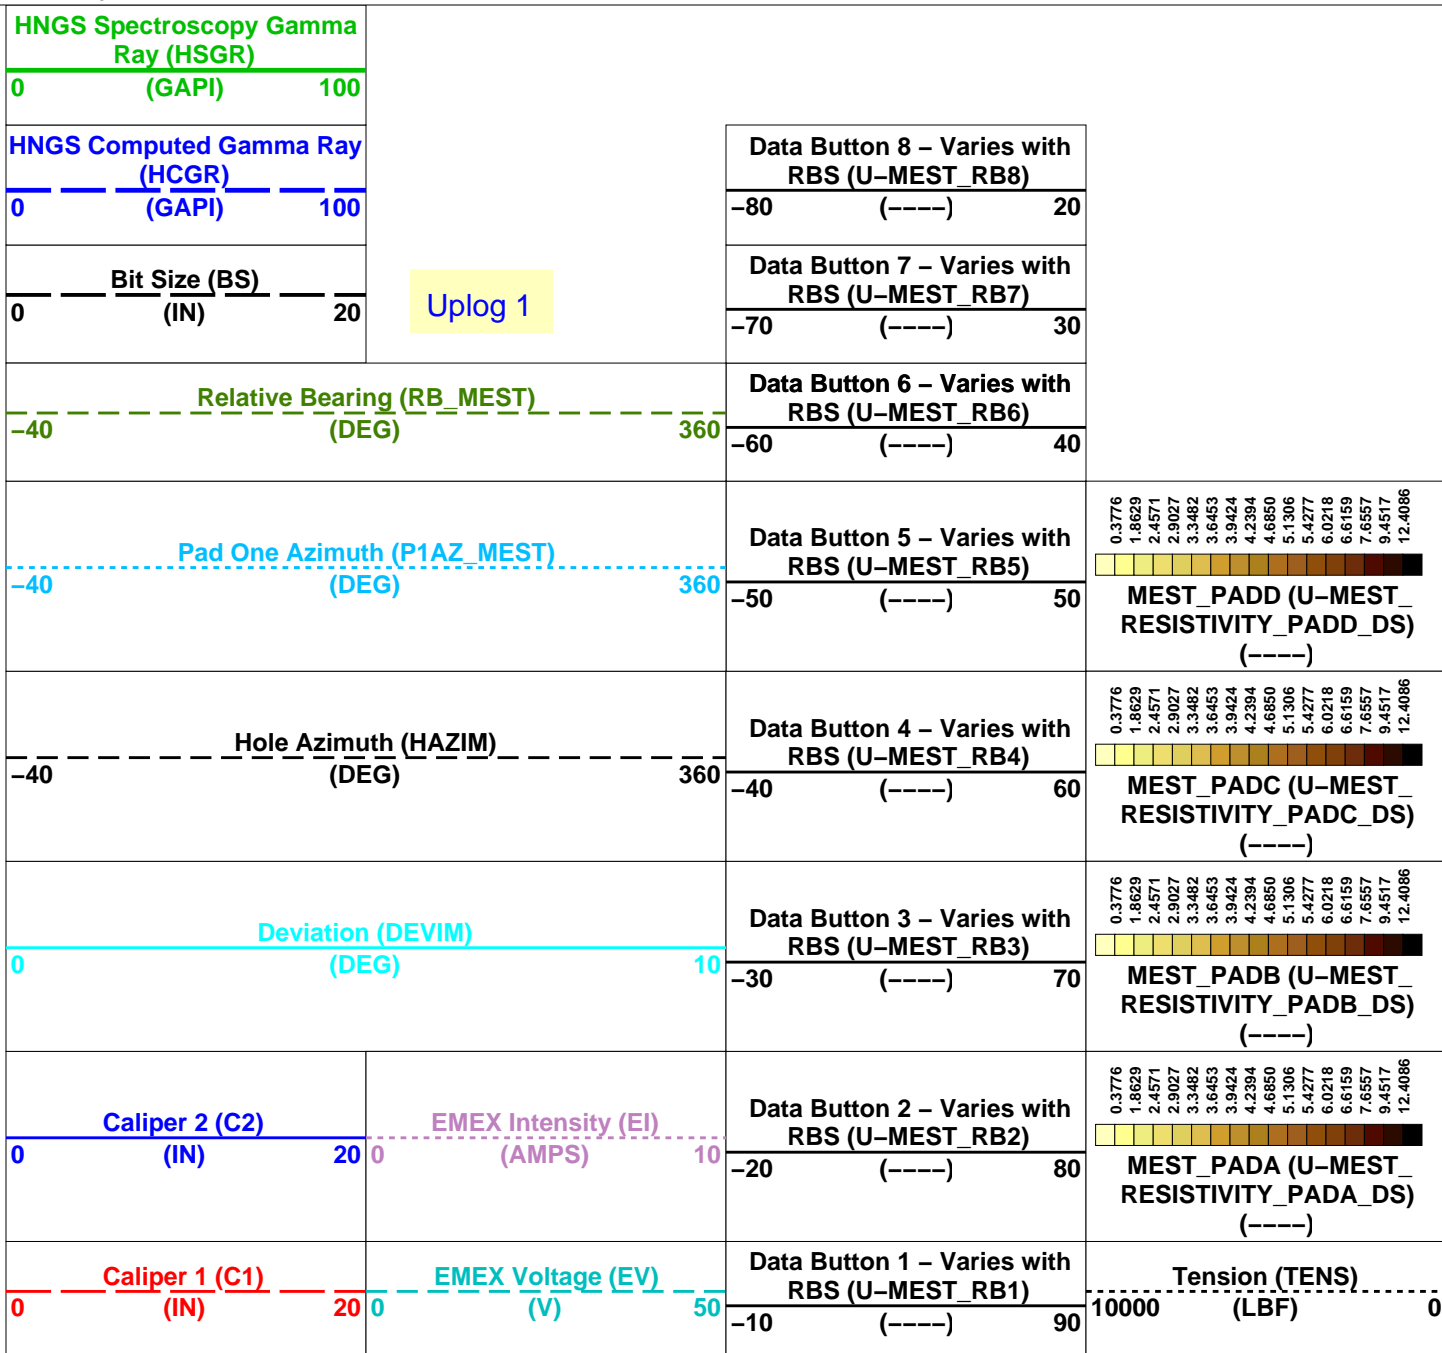 HNGS Spectroscopy Gamma
Ray (HSGR)
0 (GAPI) 100
HNGS Computed Gamma Ray
(HCGR)
0 (GAPI) 100
Data Button 8 – Varies with
RBS (U–MEST_RB8)
–80 (––––) 20
Bit Size (BS)
0 (IN) 20
Uplog 1
Data Button 7 – Varies with
RBS (U–MEST_RB7)
–70 (––––) 30
Relative Bearing (RB_MEST)
–40 (DEG) 360
Data Button 6 – Varies with
RBS (U–MEST_RB6)
–60 (––––) 40
Pad One Azimuth (P1AZ_MEST)
–40 (DEG) 360
Data Button 5 – Varies with
RBS (U–MEST_RB5)
–50 (––––) 50
0.3776
1.8629
2.4571
2.9027
3.3482
3.6453
3.9424
4.2394
4.6850
5.1306
5.4277
6.0218
6.6159
7.6557
9.4517
12.4086
MEST_PADD (U–MEST_
RESISTIVITY_PADD_DS)
(––––)
Hole Azimuth (HAZIM)
–40 (DEG) 360
Data Button 4 – Varies with
RBS (U–MEST_RB4)
–40 (––––) 60
0.3776
1.8629
2.4571
2.9027
3.3482
3.6453
3.9424
4.2394
4.6850
5.1306
5.4277
6.0218
6.6159
7.6557
9.4517
12.4086
MEST_PADC (U–MEST_
RESISTIVITY_PADC_DS)
(––––)
Deviation (DEVIM)
0 (DEG) 10
Data Button 3 – Varies with
RBS (U–MEST_RB3)
–30 (––––) 70
0.3776
1.8629
2.4571
2.9027
3.3482
3.6453
3.9424
4.2394
4.6850
5.1306
5.4277
6.0218
6.6159
7.6557
9.4517
12.4086
MEST_PADB (U–MEST_
RESISTIVITY_PADB_DS)
(––––)
Caliper 2 (C2)
0 (IN) 20
EMEX Intensity (EI)
0 (AMPS) 10
Data Button 2 – Varies with
RBS (U–MEST_RB2)
–20 (––––) 80
0.3776
1.8629
2.4571
2.9027
3.3482
3.6453
3.9424
4.2394
4.6850
5.1306
5.4277
6.0218
6.6159
7.6557
9.4517
12.4086
MEST_PADA (U–MEST_
RESISTIVITY_PADA_DS)
(––––)
Caliper 1 (C1)
0 (IN) 20
EMEX Voltage (EV)
0 (V) 50
Data Button 1 – Varies with
RBS (U–MEST_RB1)
–10 (––––) 90
Tension (TENS)
10000 (LBF) 0